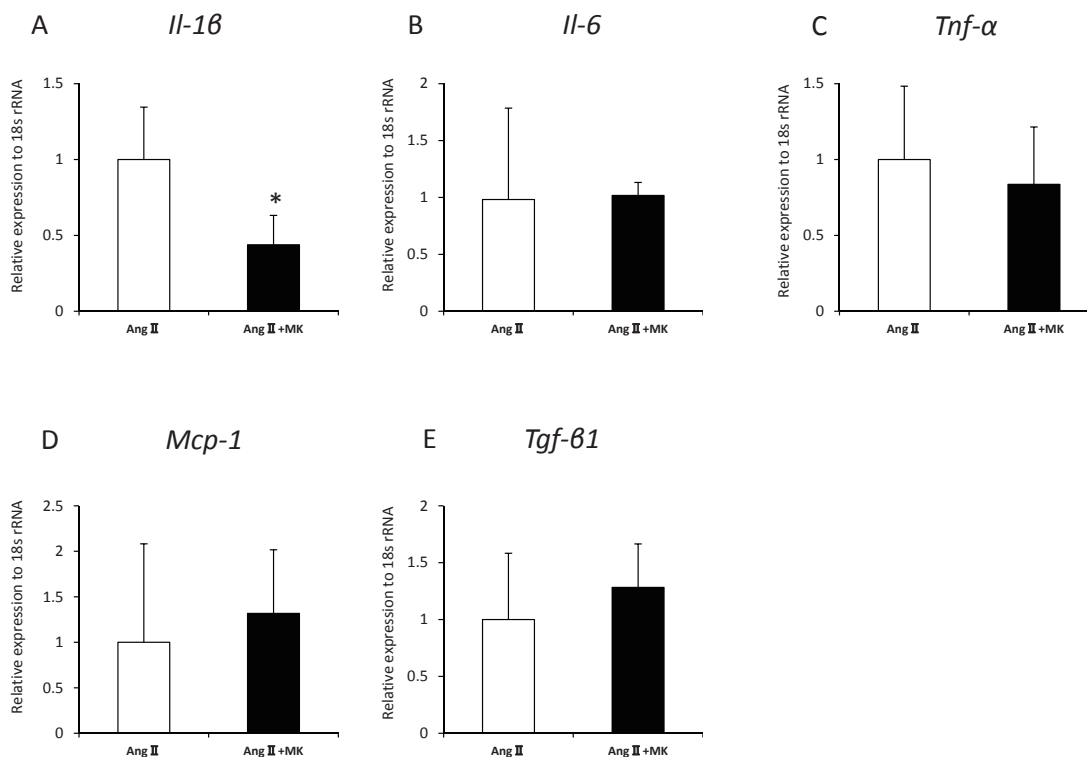 A Il-1β
B Il-6
C Tnf-α
Relative expression to 18s rRNA
1.5
1
0.5
0
*
Ang Ⅱ
Ang Ⅱ +MK
Relative expression to 18s rRNA
2
1.5
1
0.5
0
Ang Ⅱ
Ang Ⅱ +MK
Relative expression to 18s rRNA
1.5
1
0.5
0
Ang Ⅱ
Ang Ⅱ +MK
D Mcp-1
E Tgf-β1
Relative expression to 18s rRNA
2.5
2
1.5
1
0.5
0
Ang Ⅱ
Ang Ⅱ +MK
Relative expression to 18s rRNA
2
1.5
1
0.5
0
Ang Ⅱ
Ang Ⅱ +MK